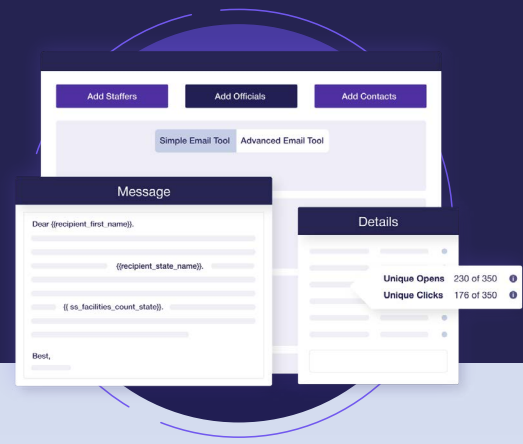 Add Staffers
Add Officials
Add Contacts
Simple Email Tool
Advanced Email Tool
Message
Dear {{recipient_first_name}}.
{{recipient_state_name}}.
{{ ss_facilities_count_state}}.
Best,
Details
Unique Opens 230 of 350
Unique Clicks 176 of 350